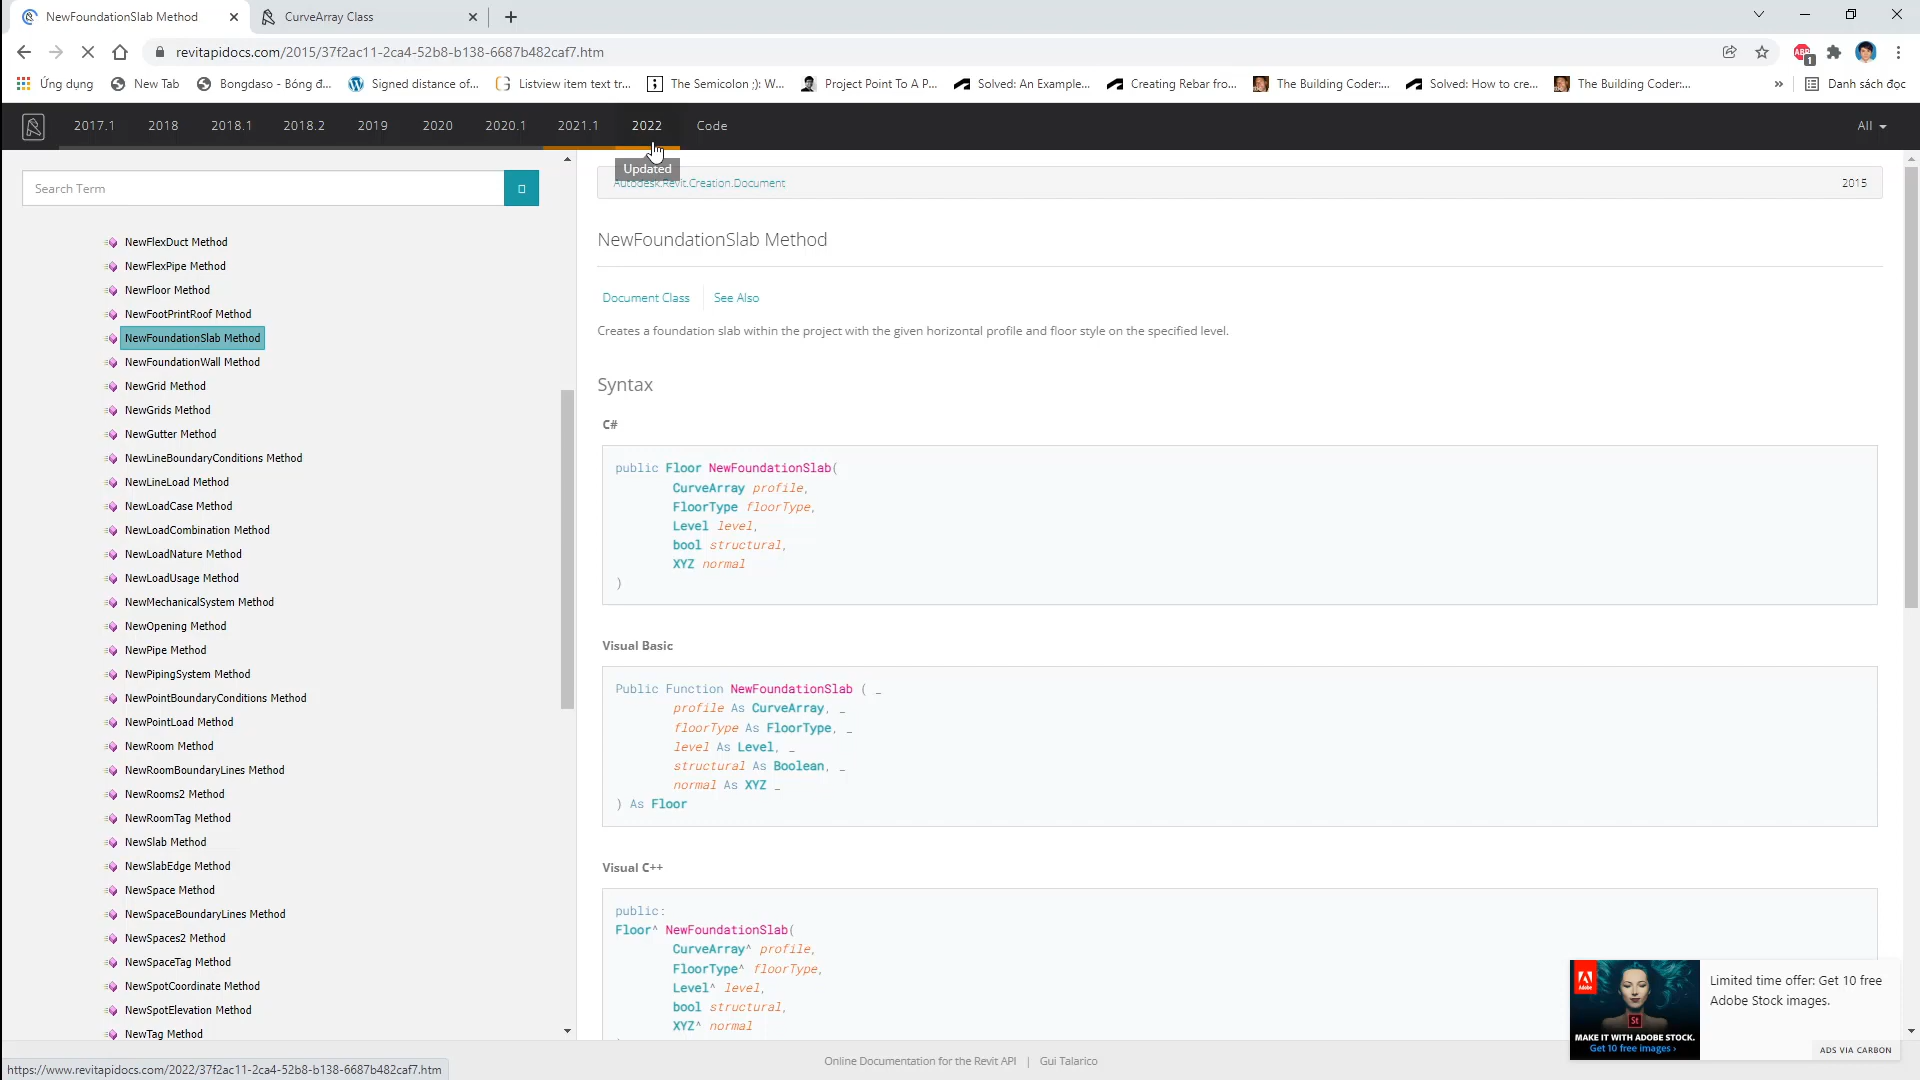 NewFoundationSlab Method
CurveArray Class
revitapidocs.com/2015/37f2ac11-2ca4-52b8-b138-6687b482caf7.htm
ABP
1
Ứng dụng
New Tab
Bongdaso - Bóng đ...
Signed distance of...
Listview item text tr...
The Semicolon ;): W...
Project Point To A P...
Solved: An Example...
Creating Rebar fro...
The Building Coder:...
Solved: How to cre...
The Building Coder:...
»
Danh sách đọc
2017.1 2018 2018.1 2018.2 2019 2020 2020.1 2021.1 2022 Code
All
Updated
Search Term
Autodesk.Revit.Creation.Document
2015
NewFlexDuct Method
NewFlexPipe Method
NewFloor Method
NewFootPrintRoof Method
NewFoundationSlab Method
NewFoundationWall Method
NewGrid Method
NewGrids Method
NewGutter Method
NewLineBoundaryConditions Method
NewLineLoad Method
NewLoadCase Method
NewLoadCombination Method
NewLoadNature Method
NewLoadUsage Method
NewMechanicalSystem Method
NewOpening Method
NewPipe Method
NewPipingSystem Method
NewPointBoundaryConditions Method
NewPointLoad Method
NewRoom Method
NewRoomBoundaryLines Method
NewRooms2 Method
NewRoomTag Method
NewSlab Method
NewSlabEdge Method
NewSpace Method
NewSpaceBoundaryLines Method
NewSpaces2 Method
NewSpaceTag Method
NewSpotCoordinate Method
NewSpotElevation Method
NewTag Method
NewFoundationSlab Method
Document Class
See Also
Creates a foundation slab within the project with the given horizontal profile and floor style on the specified level.
Syntax
C#
public Floor NewFoundationSlab(
CurveArray profile,
FloorType floorType,
Level level,
bool structural,
XYZ normal
)
Visual Basic
Public Function NewFoundationSlab ( _
profile As CurveArray, _
floorType As FloorType, _
level As Level, _
structural As Boolean, _
normal As XYZ _
) As Floor
Visual C++
public:
Floor^ NewFoundationSlab(
CurveArray^ profile,
FloorType^ floorType,
Level^ level,
bool structural,
XYZ^ normal
Adobe
St
MAKE IT WITH ADOBE STOCK.
Get 10 free images ›
Limited time offer: Get 10 free
Adobe Stock images.
ADS VIA CARBON
Online Documentation for the Revit API | Gui Talarico
https://www.revitapidocs.com/2022/37f2ac11-2ca4-52b8-b138-6687b482caf7.htm